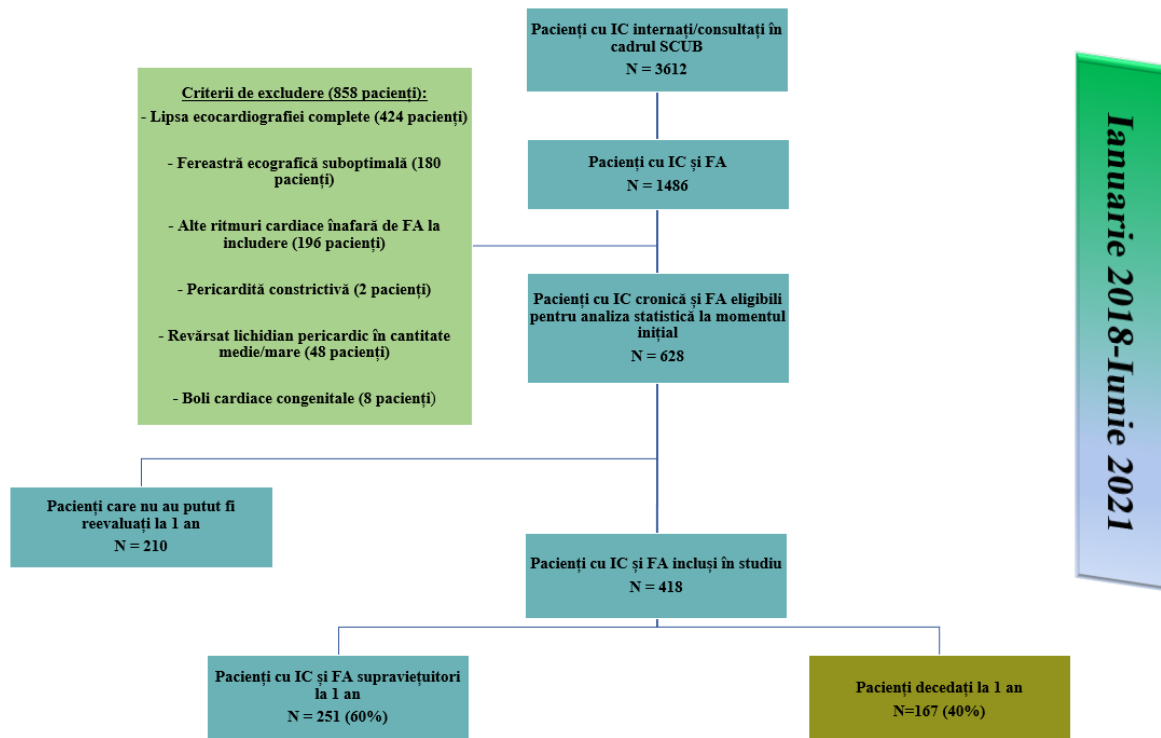 Pacienți cu IC internați/consultați în
cadrul SCUB
N = 3612
Criterii de excludere (858 pacienți):
- Lipsa ecocardiografiei complete (424 pacienți)
- Fereastră ecografică suboptimală (180
pacienți)
- Alte ritmuri cardiace înafară de FA la
includere (196 pacienți)
- Pericardită constrictivă (2 pacienți)
- Revărsat lichidian pericardic în cantitate
medie/mare (48 pacienți)
- Boli cardiace congenitale (8 pacienți)
Pacienți cu IC și FA
N = 1486
Pacienți cu IC cronică și FA eligibili
pentru analiza statistică la momentul
inițial
N = 628
Pacienți care nu au putut fi
reevaluați la 1 an
N = 210
Pacienți cu IC și FA incluși în studiu
N = 418
Pacienți cu IC și FA supraviețuitori
la 1 an
N = 251 (60%)
Pacienți decedați la 1 an
N=167 (40%)
Ianuarie 2018-Iunie 2021